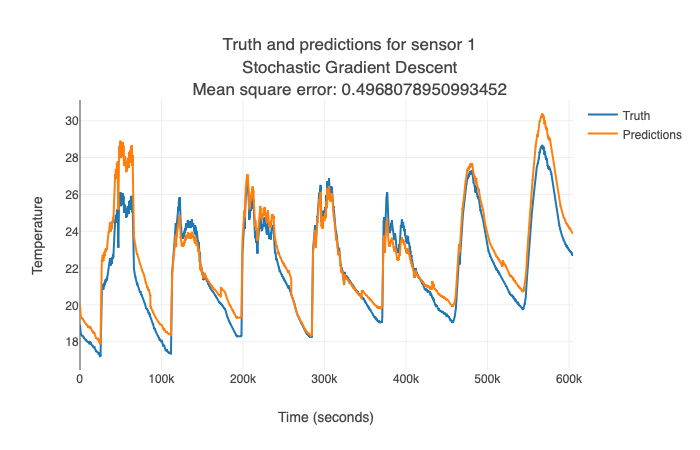 Truth and predictions for sensor 1
Stochastic Gradient Descent
Mean square error: 0.4968078950993452
Truth
Predictions
Temperature
30
28
26
24
22
20
18
0 100k 200k 300k 400k 500k 600k
Time (seconds)